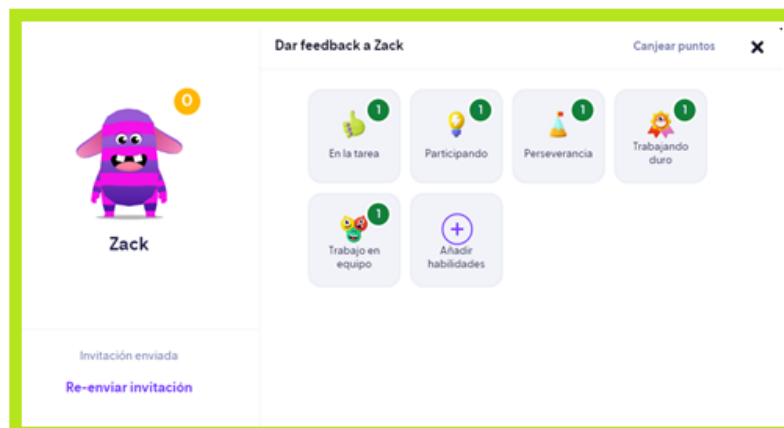 0
Zack
Invitación enviada
Re-enviar invitación
Dar feedback a Zack
Canjear puntos
1
En la tarea
1
Participando
1
Perseverancia
1
Trabajando
duro
1
Trabajo en
equipo
Añadir
habilidades